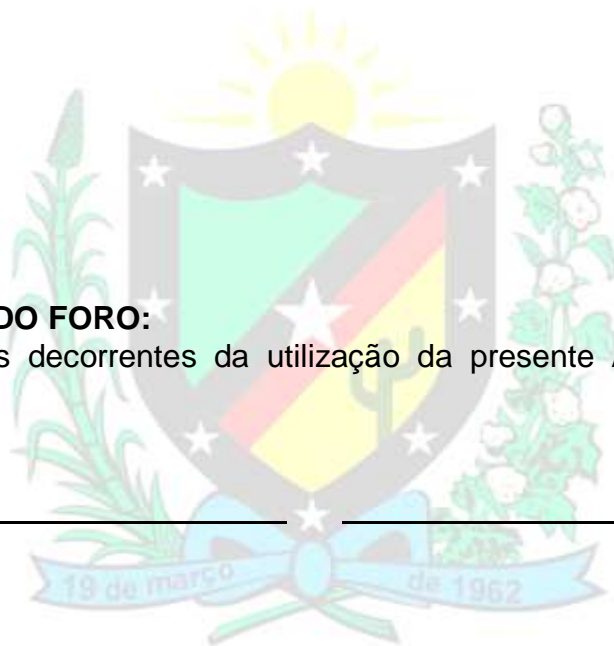 DO FORO:
s decorrentes da utilização da presente
19 de março de 1962